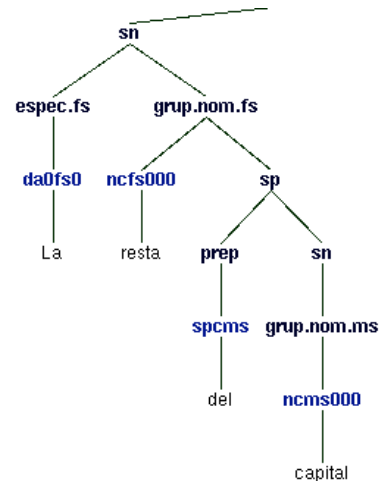 sn
espec.fs grup.nom.fs
da0fs0 ncfs000 sp
La resta prep sn
spcms grup.nom.ms
del ncms000
capital